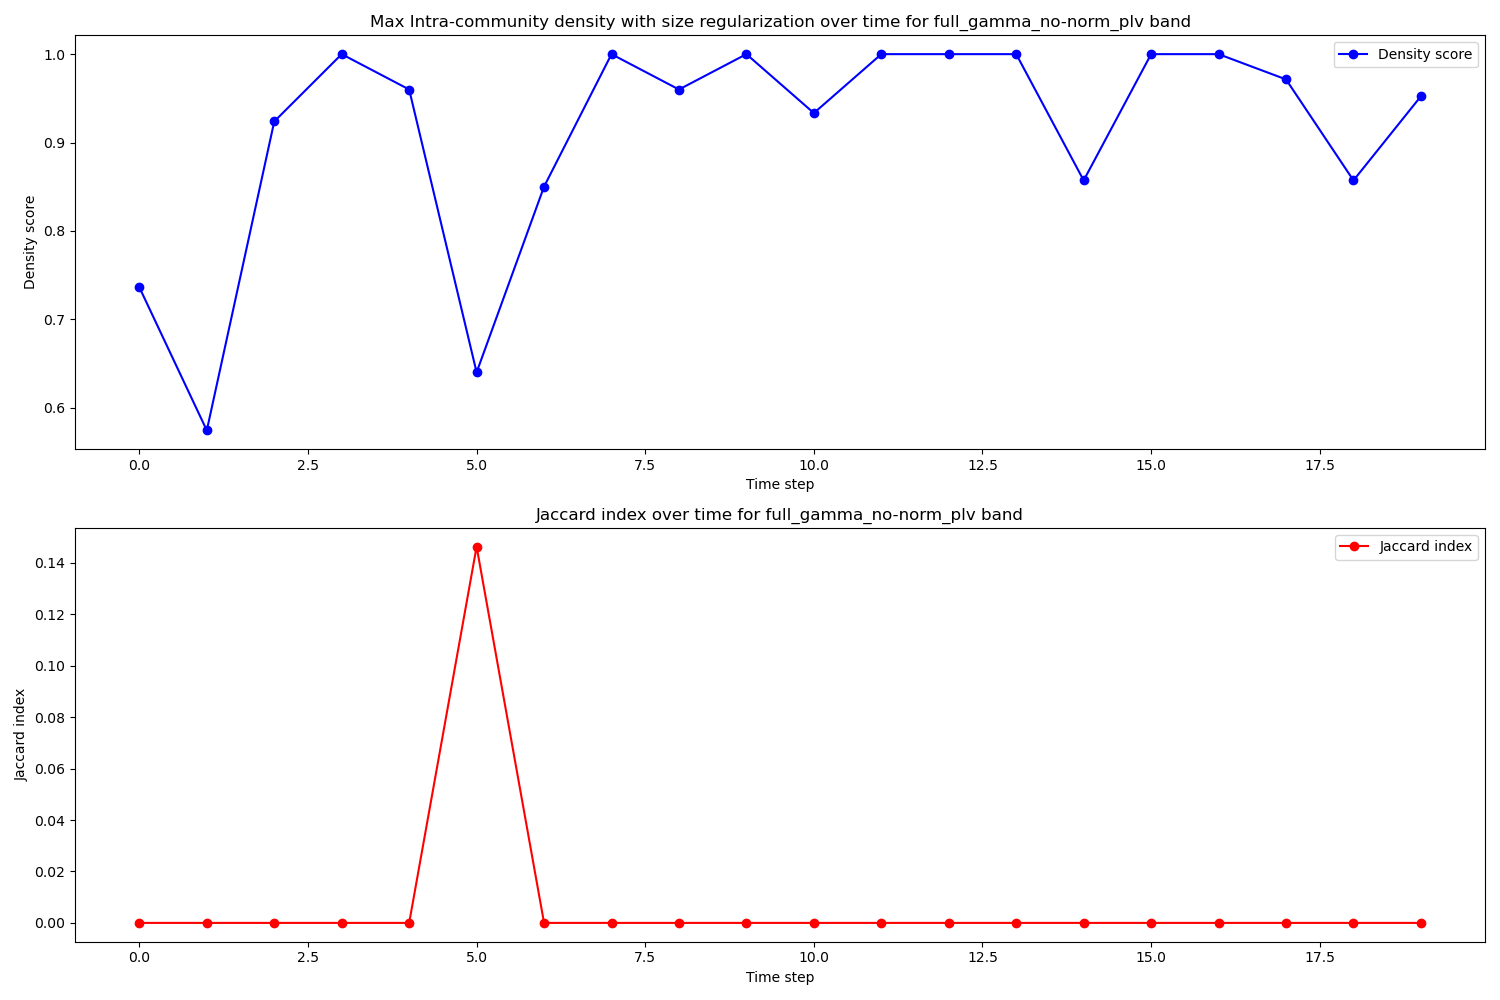 Max Intra-community density with size regularization over time for full_gamma_no-norm_plv band
Density score
1.0
0.9
0.8
0.7
0.6
Density score
0.0 2.5 5.0 7.5 10.0 12.5 15.0 17.5
Time step
Jaccard index over time for full_gamma_no-norm_plv band
Jaccard index
0.14
0.12
0.10
0.08
0.06
0.04
0.02
0.00
Jaccard index
0.0 2.5 5.0 7.5 10.0 12.5 15.0 17.5
Time step